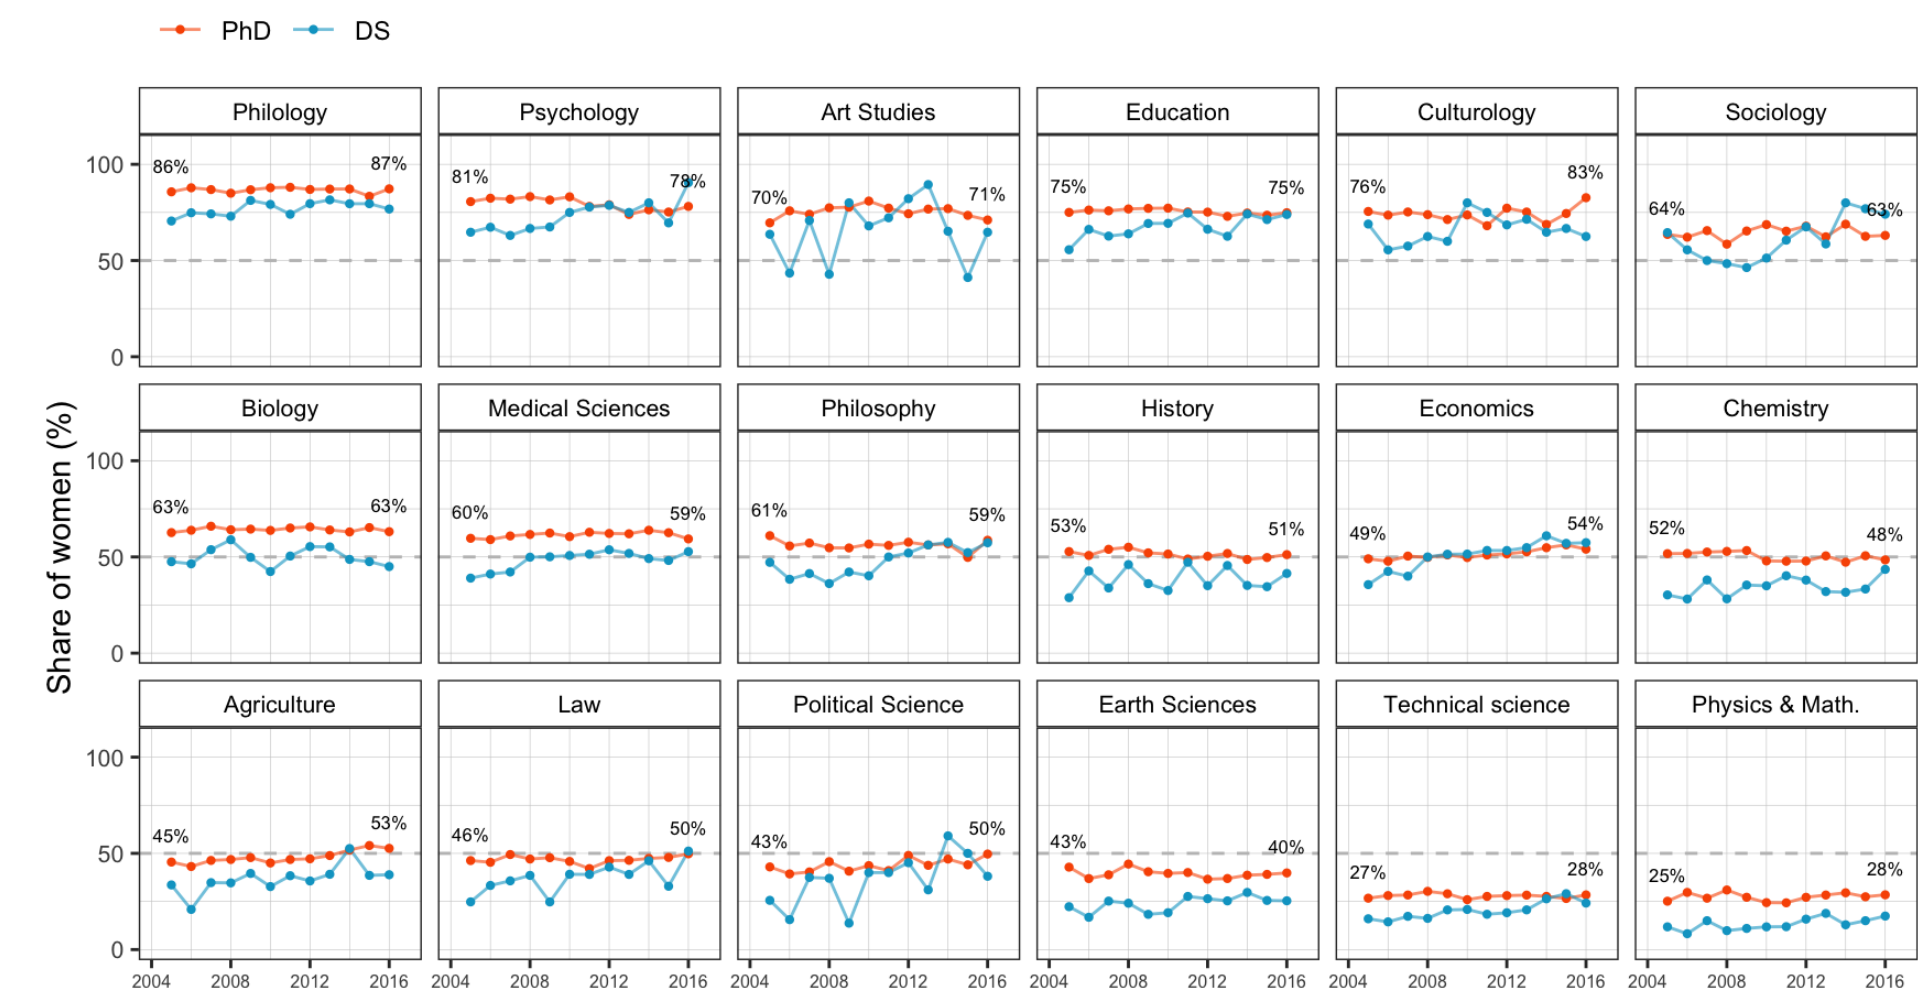 PhD DS
Philology Psychology Art Studies Education Culturology Sociology
100
86% 87% 81% 78% 70% 71% 75% 75% 76% 83% 64% 63%
50
0
Share of women (%)
Biology Medical Sciences Philosophy History Economics Chemistry
100
63% 63% 60% 59% 61% 59% 53% 51% 49% 54% 52% 48%
50
0
Agriculture Law Political Science Earth Sciences Technical science Physics & Math.
100
45% 53% 46% 50% 43% 50% 43% 40% 27% 28% 25% 28%
50
0
2004 2008 2012 2016 2004 2008 2012 2016 2004 2008 2012 2016 2004 2008 2012 2016 2004 2008 2012 2016 2004 2008 2012 2016